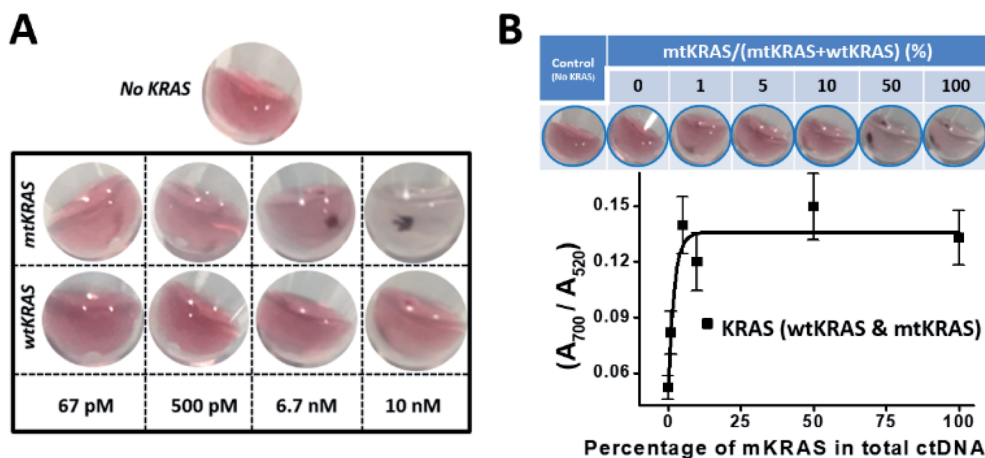 A
No KRAS
mtKRAS
wtKRAS
67 pM 500 pM 6.7 nM 10 nM
B
Control
(No KRAS)
mtKRAS/(mtKRAS+wtKRAS) (%)
0 1 5 10 50 100
(A700 / A520)
0.15
0.12
0.09
0.06
KRAS (wtKRAS & mtKRAS)
0 25 50 75 100
Percentage of mKRAS in total ctDNA